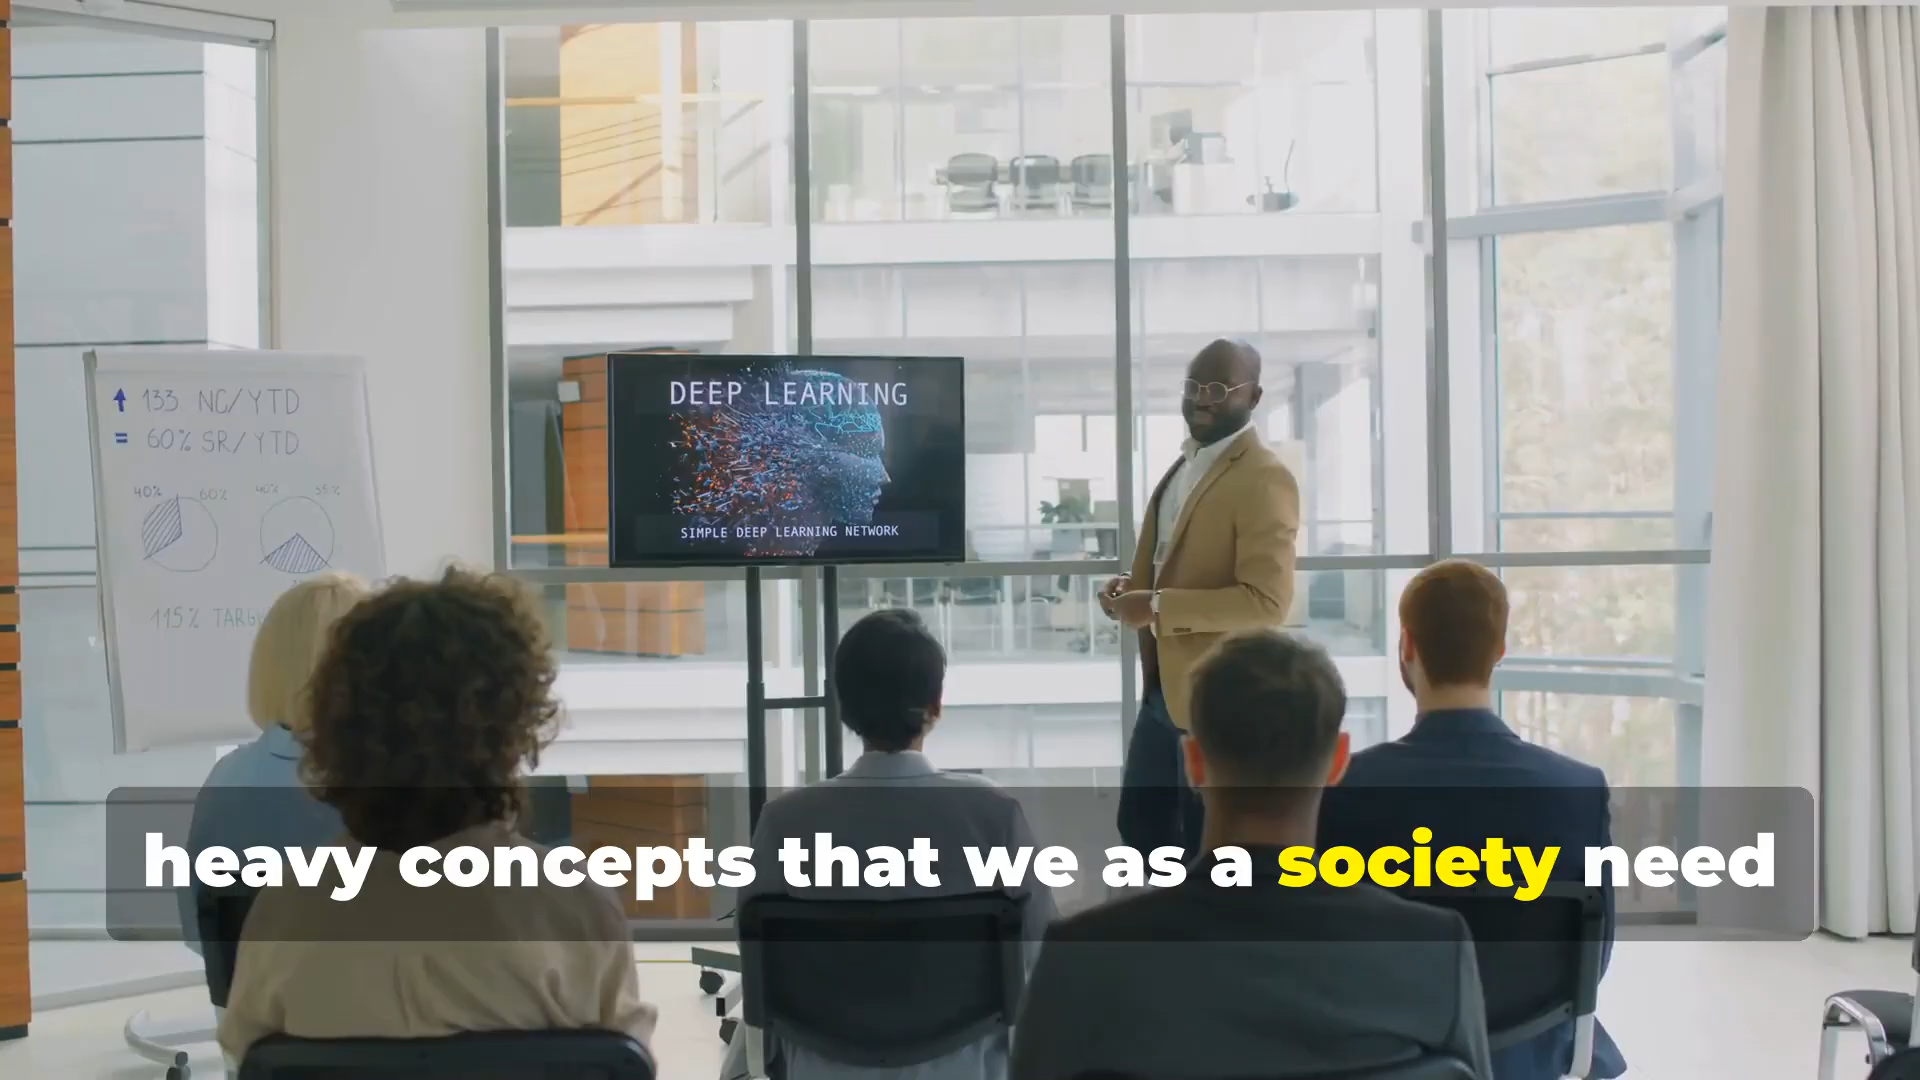 DEEP LEARNING
SIMPLE DEEP LEARNING NETWORK
↑ 133 NC/YTD
= 60% SR/YTD
40% 60% 40% 55%
115%
heavy concepts that we as a society need